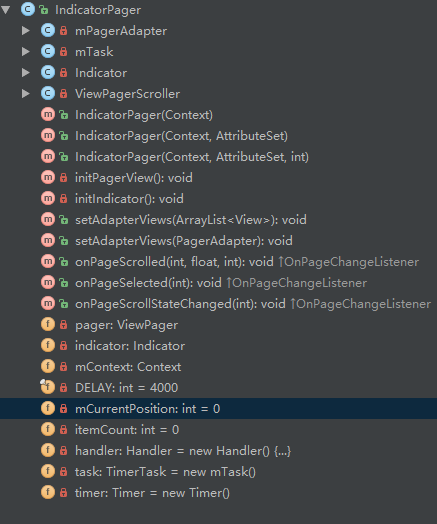 IndicatorPager
mPagerAdapter
mTask
Indicator
ViewPagerScroller
IndicatorPager(Context)
IndicatorPager(Context, AttributeSet)
IndicatorPager(Context, AttributeSet, int)
initPagerView(): void
initIndicator(): void
setAdapterViews(ArrayList<View>): void
setAdapterViews(PagerAdapter): void
onPageScrolled(int, float, int): void ↑OnPageChangeListener
onPageSelected(int): void ↑OnPageChangeListener
onPageScrollStateChanged(int): void ↑OnPageChangeListener
pager: ViewPager
indicator: Indicator
mContext: Context
DELAY: int = 4000
mCurrentPosition: int = 0
itemCount: int = 0
handler: Handler = new Handler() {...}
task: TimerTask = new mTask()
timer: Timer = new Timer()